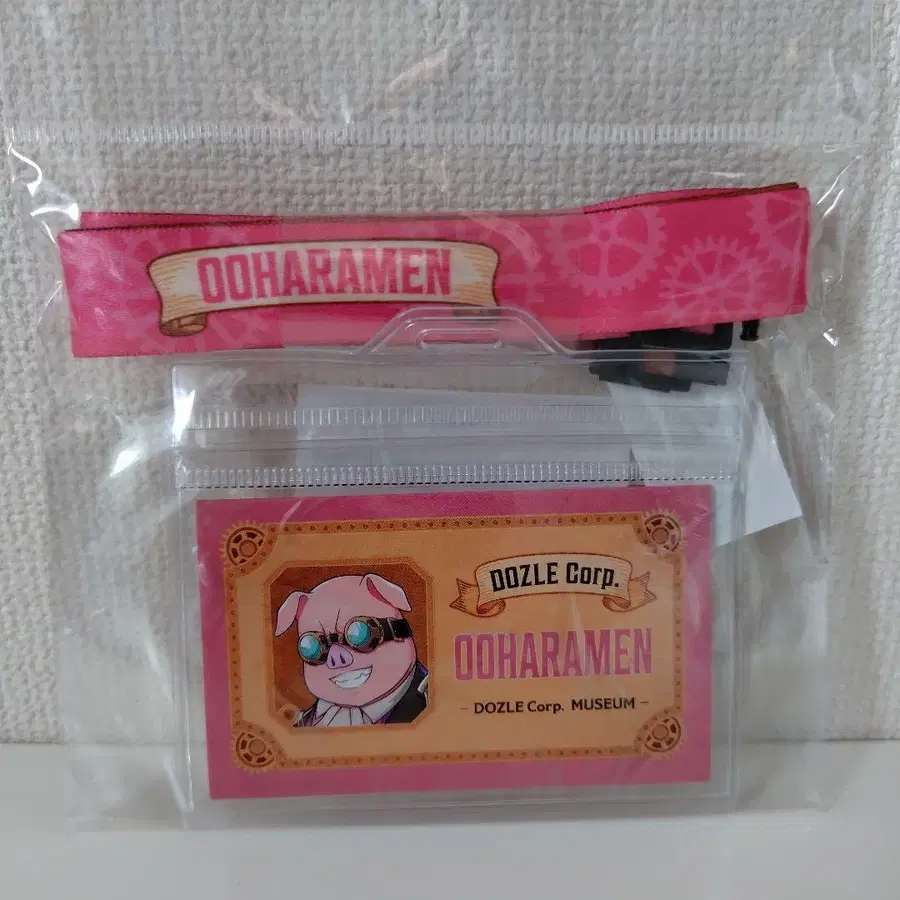 OOHARAMEN
DOZLE Corp.
OOHARAMEN
- DOZLE Corp. MUSEUM -